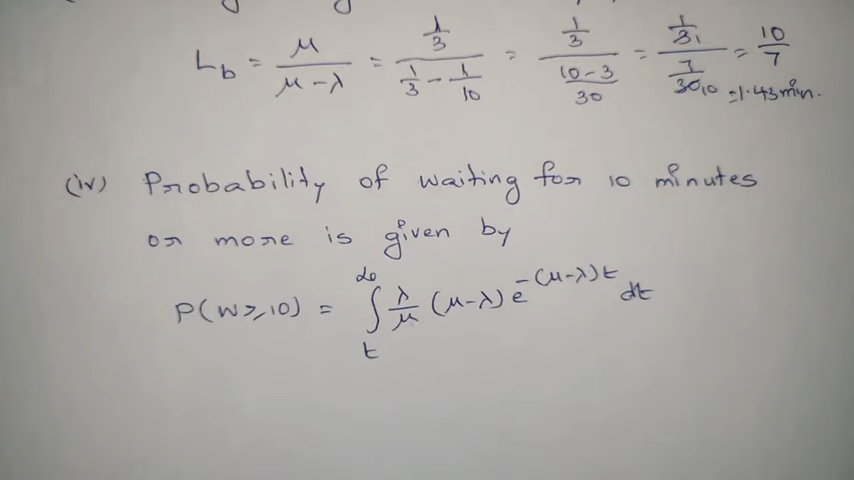 L_b = μ / (μ - λ) = (1/3) / (1/3 - 1/10) = (1/3) / ((10-3)/30) = (1/3) / (7/30) = 10/7 = 1.43 min.
(iv) Probability of waiting for 10 minutes
or more is given by
P(W ≥ 10) = ∫_t^∞ λ/μ (μ-λ) e^{-(μ-λ)t} dt